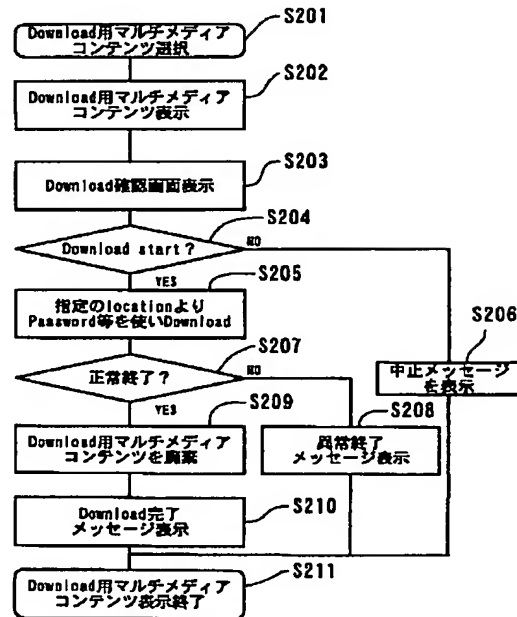 S201
Download用マルチメディア
コンテンツ選択
S202
Download用マルチメディア
コンテンツ表示
S203
Download確認画面表示
S204
Download start?
NO
YES
S205
指定のlocationより
Password等を使いDownload
S206
中止メッセージ
を表示
S207
正常終了?
NO
YES
S208
異常終了
メッセージ表示
S209
Download用マルチメディア
コンテンツを廃棄
S210
Download完了
メッセージ表示
S211
Download用マルチメディア
コンテンツ表示終了